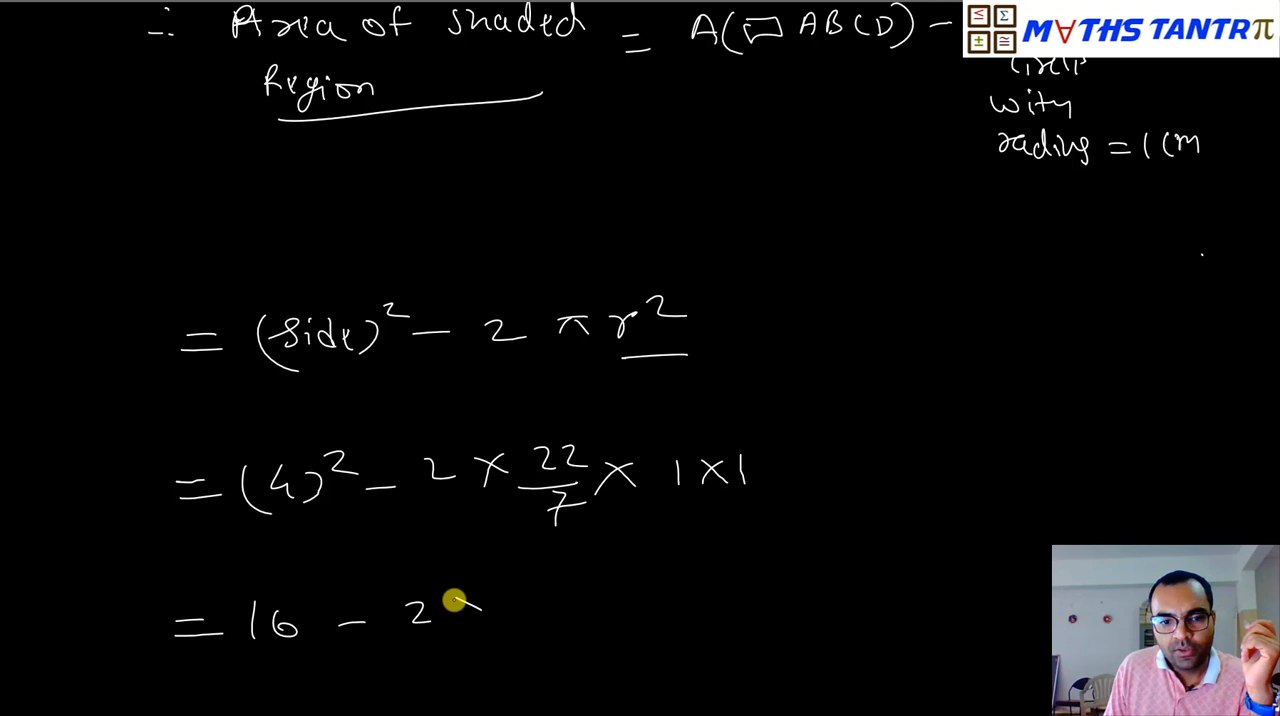 ∴ Area of shaded = A(▭ ABCD) –
Region
MATHS TANTRπ
≤ Σ
± ≅
with
radius = 1 cm
= (side)² – 2 π r²
= (4)² – 2 × 22/7 × 1 × 1
= 16 – 2